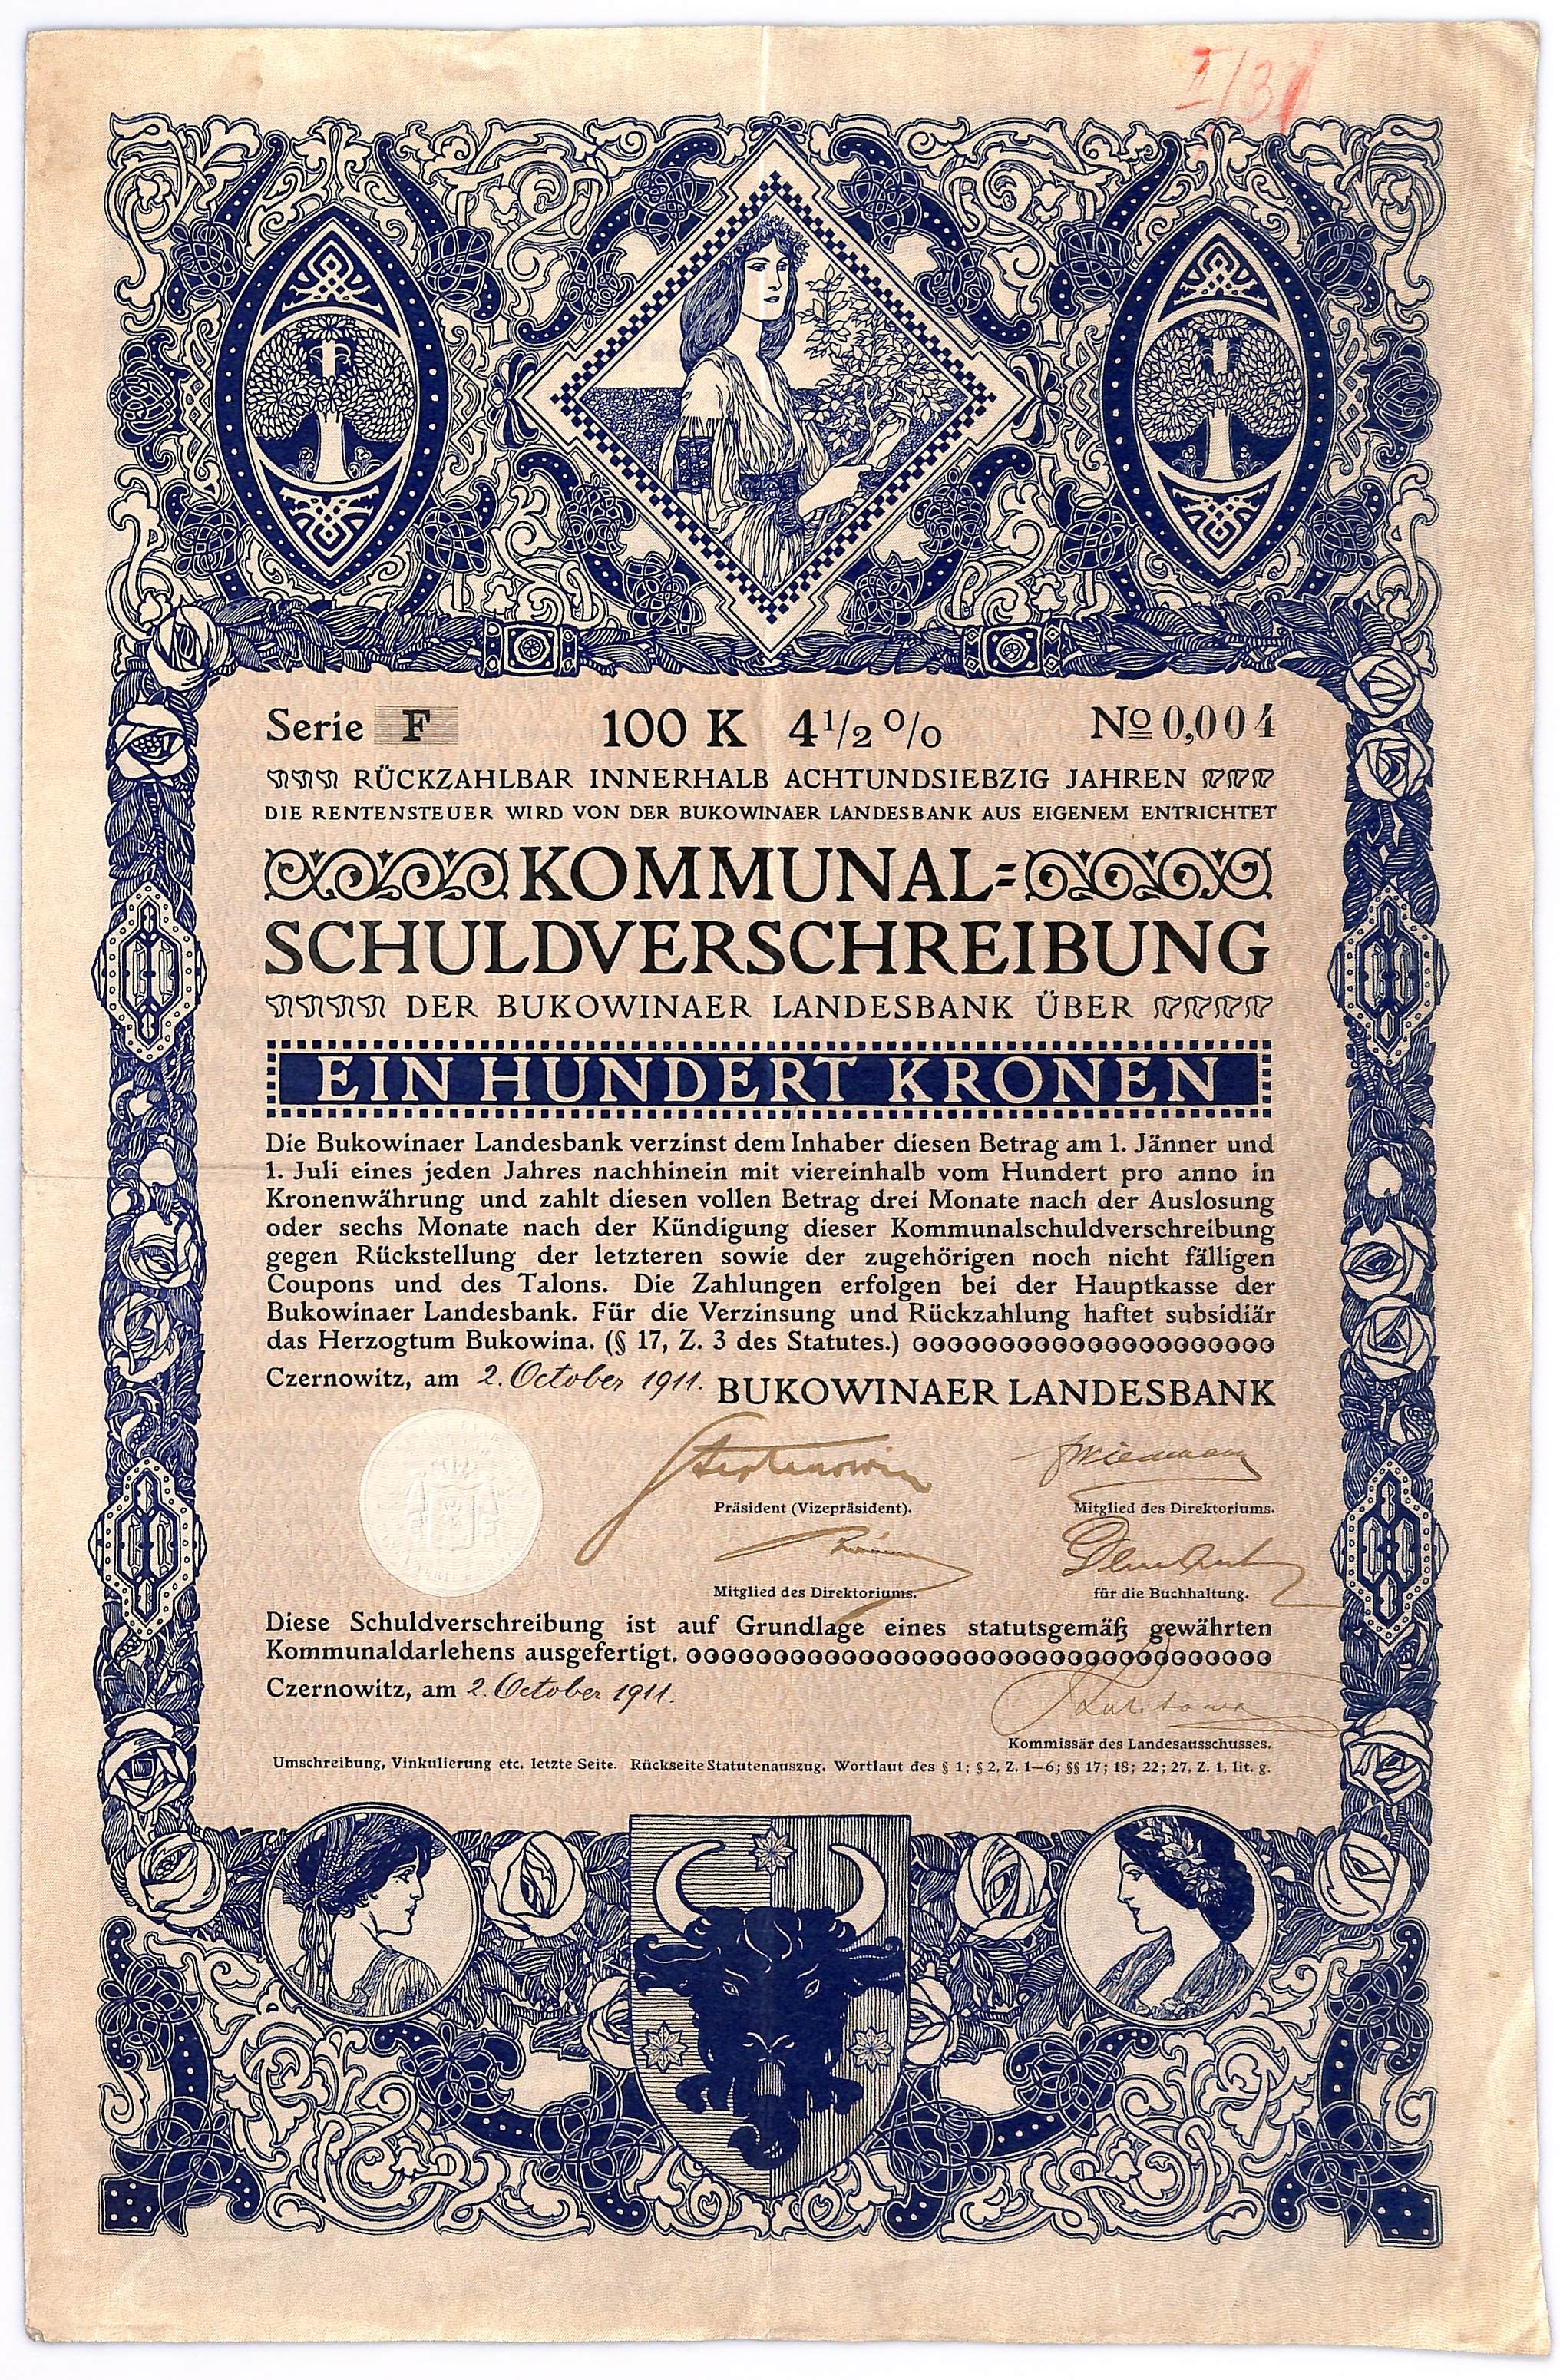 I/31
Serie F 100 K 4½% Nº 0,004
RÜCKZAHLBAR INNERHALB ACHTUNDSIEBZIG JAHREN
DIE RENTENSTEUER WIRD VON DER BUKOWINAER LANDESBANK AUS EIGENEM ENTRICHTET
KOMMUNAL=
SCHULDVERSCHREIBUNG
DER BUKOWINAER LANDESBANK ÜBER
EIN HUNDERT KRONEN
Die Bukowinaer Landesbank verzinst dem Inhaber diesen Betrag am 1. Jänner und
1. Juli eines jeden Jahres nachhinein mit viereinhalb vom Hundert pro anno in
Kronenwährung und zahlt diesen vollen Betrag drei Monate nach der Auslosung
oder sechs Monate nach der Kündigung dieser Kommunalschuldverschreibung
gegen Rückstellung der letzteren sowie der zugehörigen noch nicht fälligen
Coupons und des Talons. Die Zahlungen erfolgen bei der Hauptkasse der
Bukowinaer Landesbank. Für die Verzinsung und Rückzahlung haftet subsidiär
das Herzogtum Bukowina. (§ 17, Z. 3 des Statutes.)
Czernowitz, am 2. October 1911. BUKOWINAER LANDESBANK
Präsident (Vizepräsident). Mitglied des Direktoriums.
Mitglied des Direktoriums. für die Buchhaltung.
Diese Schuldverschreibung ist auf Grundlage eines statutsgemäß gewährten
Kommunaldarlehens ausgefertigt.
Czernowitz, am 2. October 1911.
Kommissär des Landesausschusses.
Umschreibung, Vinkulierung etc. letzte Seite. Rückseite Statutenauszug. Wortlaut des § 1; § 2, Z. 1—6; §§ 17; 18; 22; 27, Z. 1, lit. g.